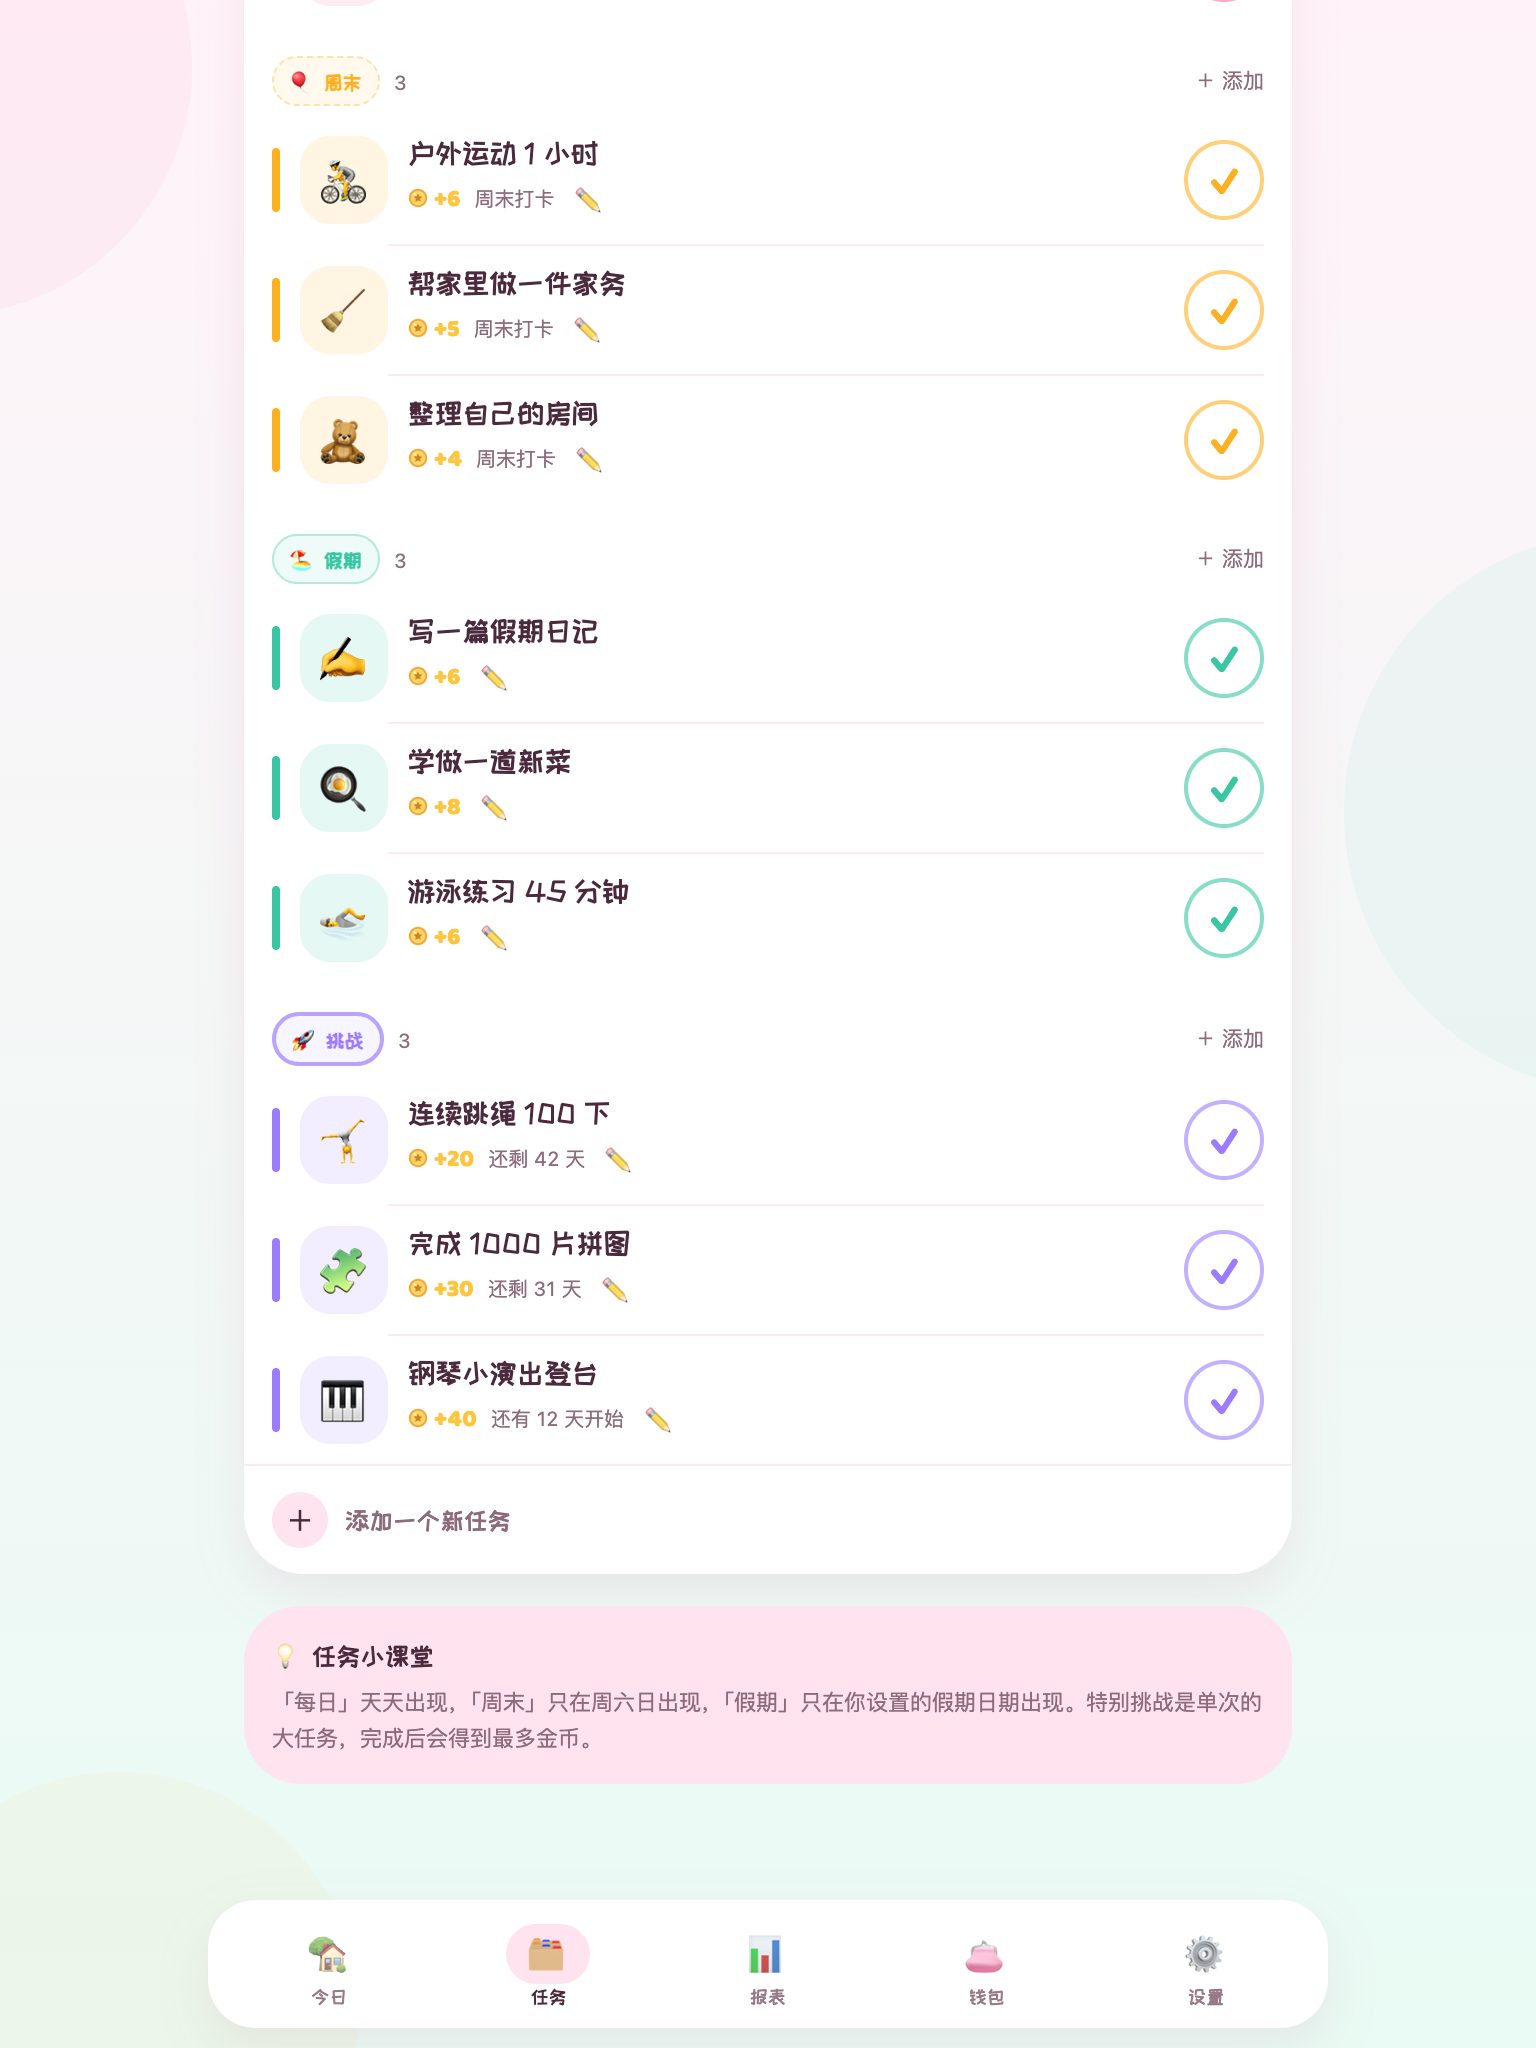 周末 3 + 添加
户外运动 1 小时
+6 周末打卡
帮家里做一件家务
+5 周末打卡
整理自己的房间
+4 周末打卡
假期 3 + 添加
写一篇假期日记
+6
学做一道新菜
+8
游泳练习 45 分钟
+6
挑战 3 + 添加
连续跳绳 100 下
+20 还剩 42 天
完成 1000 片拼图
+30 还剩 31 天
钢琴小演出登台
+40 还有 12 天开始
+ 添加一个新任务
任务小课堂
「每日」天天出现，「周末」只在周六日出现，「假期」只在你设置的假期日期出现。特别挑战是单次的
大任务，完成后会得到最多金币。
今日 任务 报表 钱包 设置